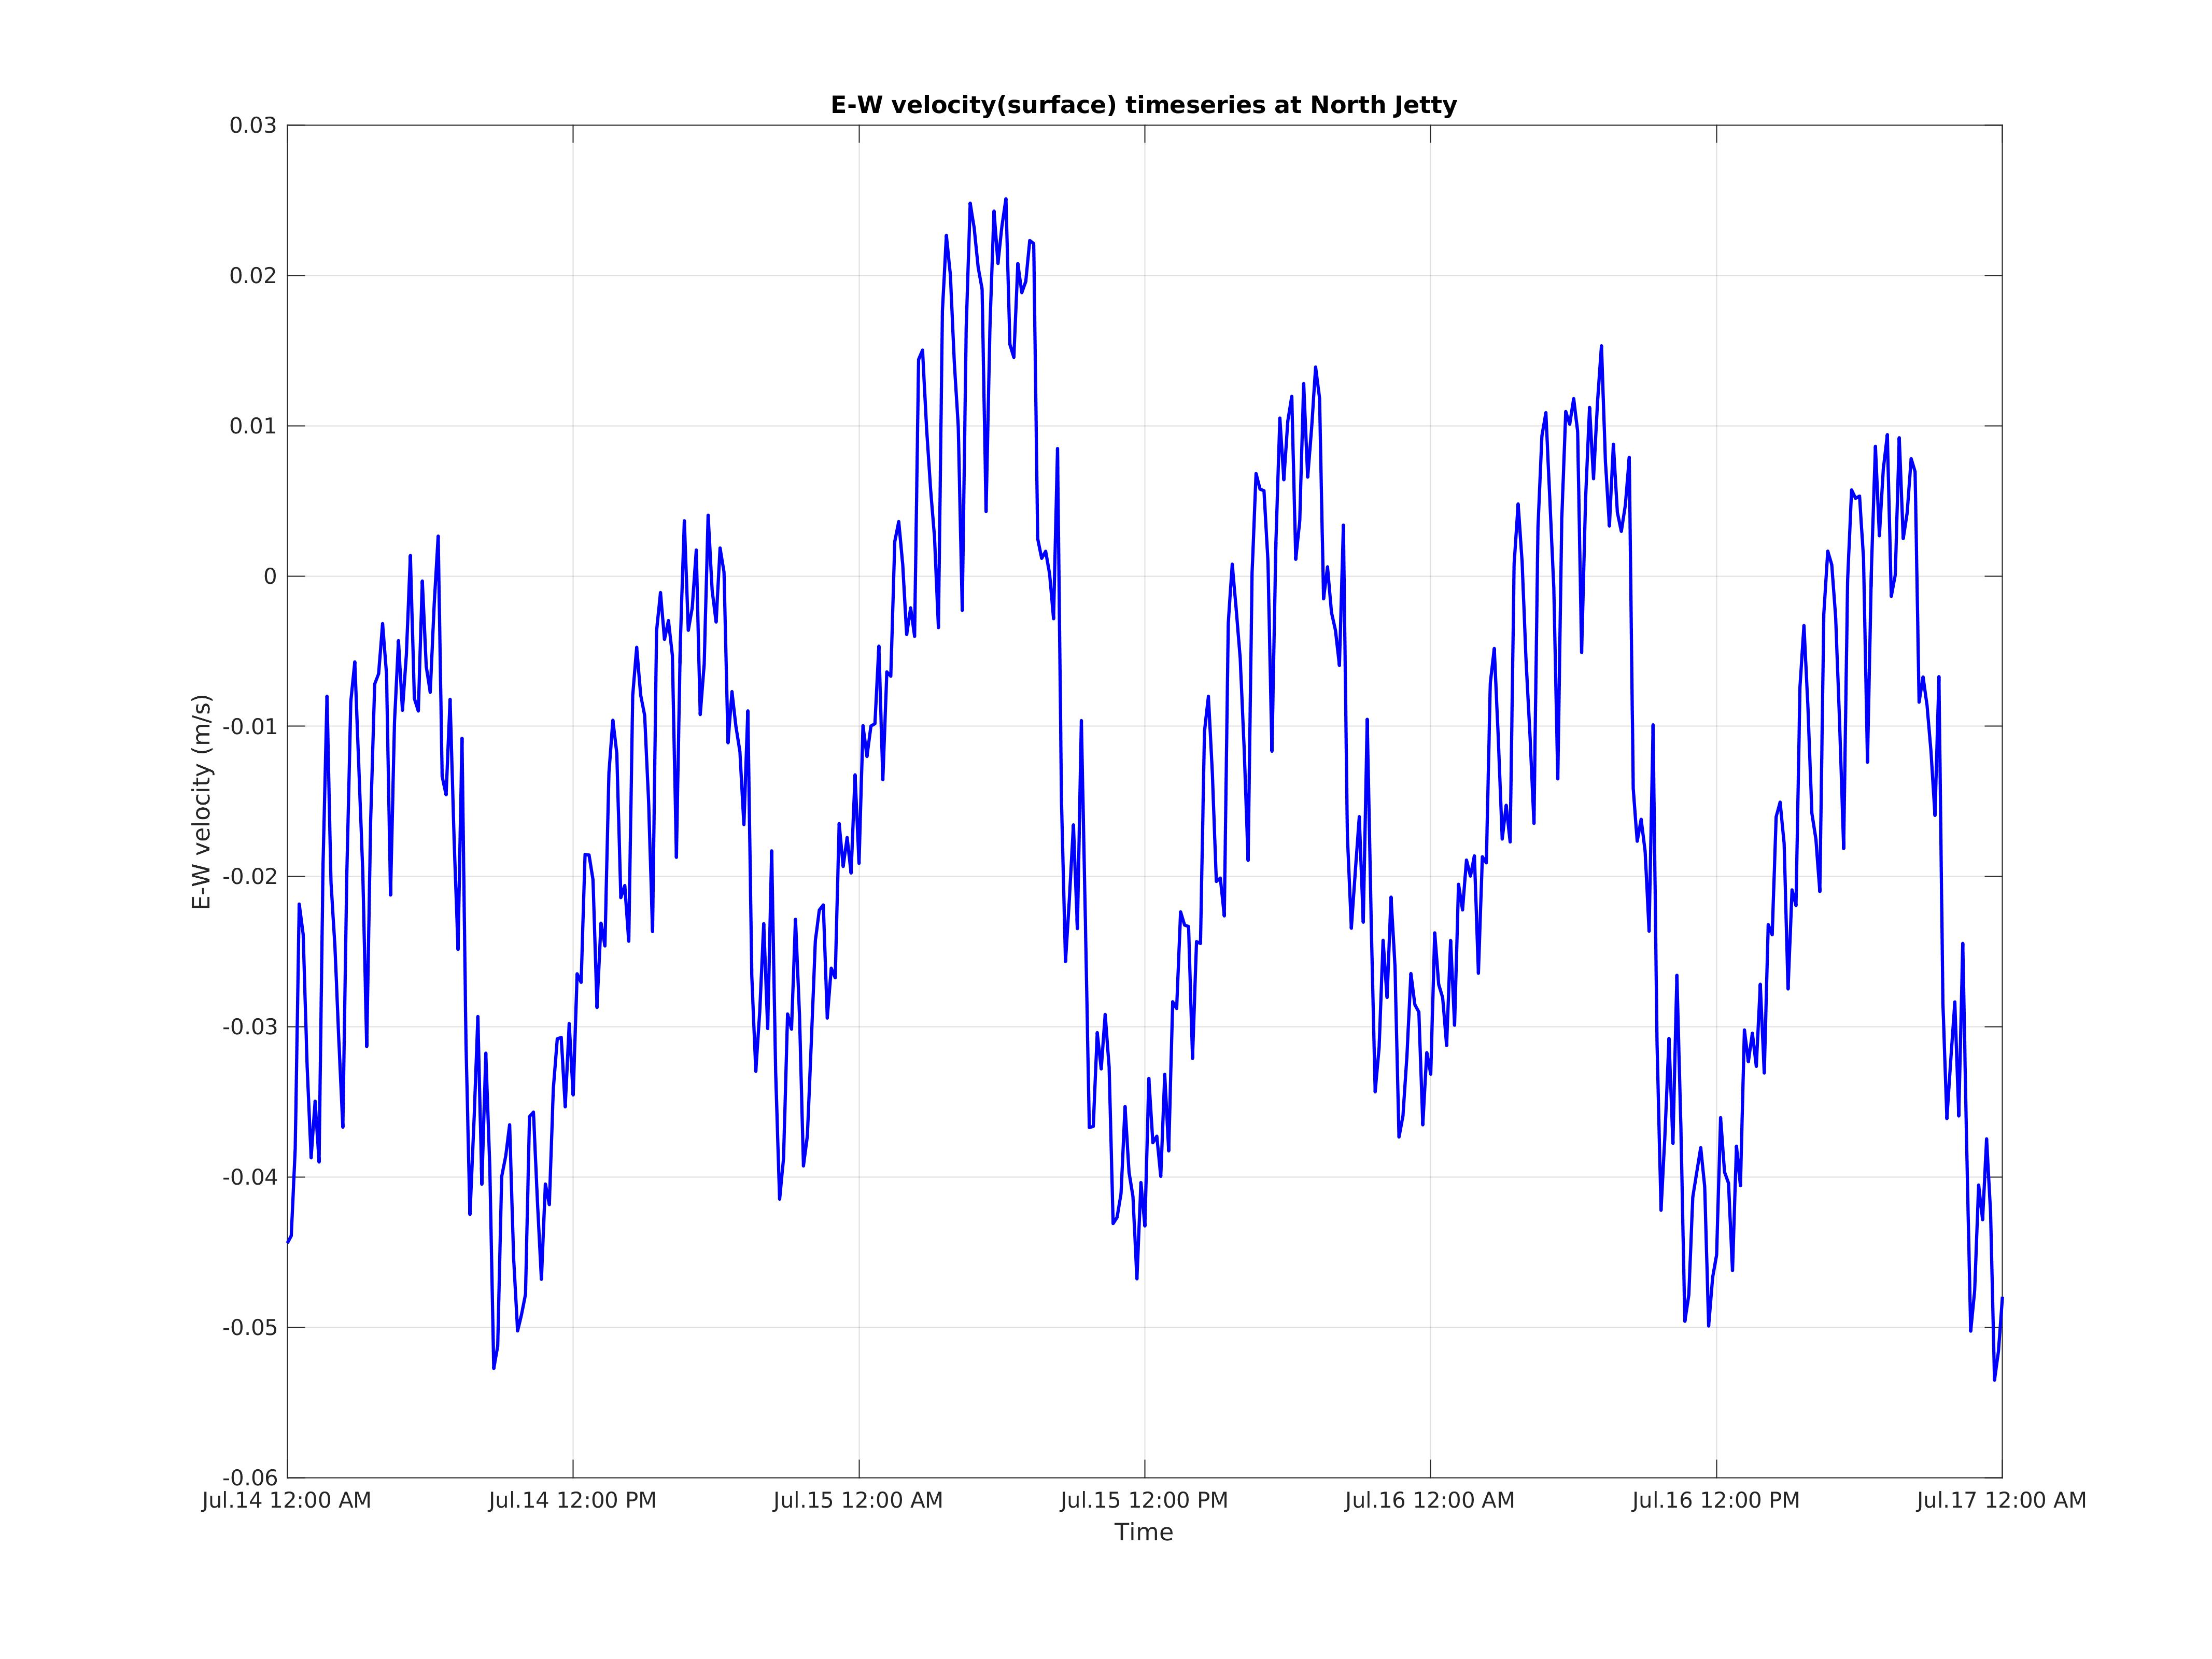 E-W velocity(surface) timeseries at North Jetty
0.03
0.02
0.01
0
-0.01
-0.02
-0.03
-0.04
-0.05
-0.06
E-W velocity (m/s)
Jul.14 12:00 AM Jul.14 12:00 PM Jul.15 12:00 AM Jul.15 12:00 PM Jul.16 12:00 AM Jul.16 12:00 PM Jul.17 12:00 AM
Time